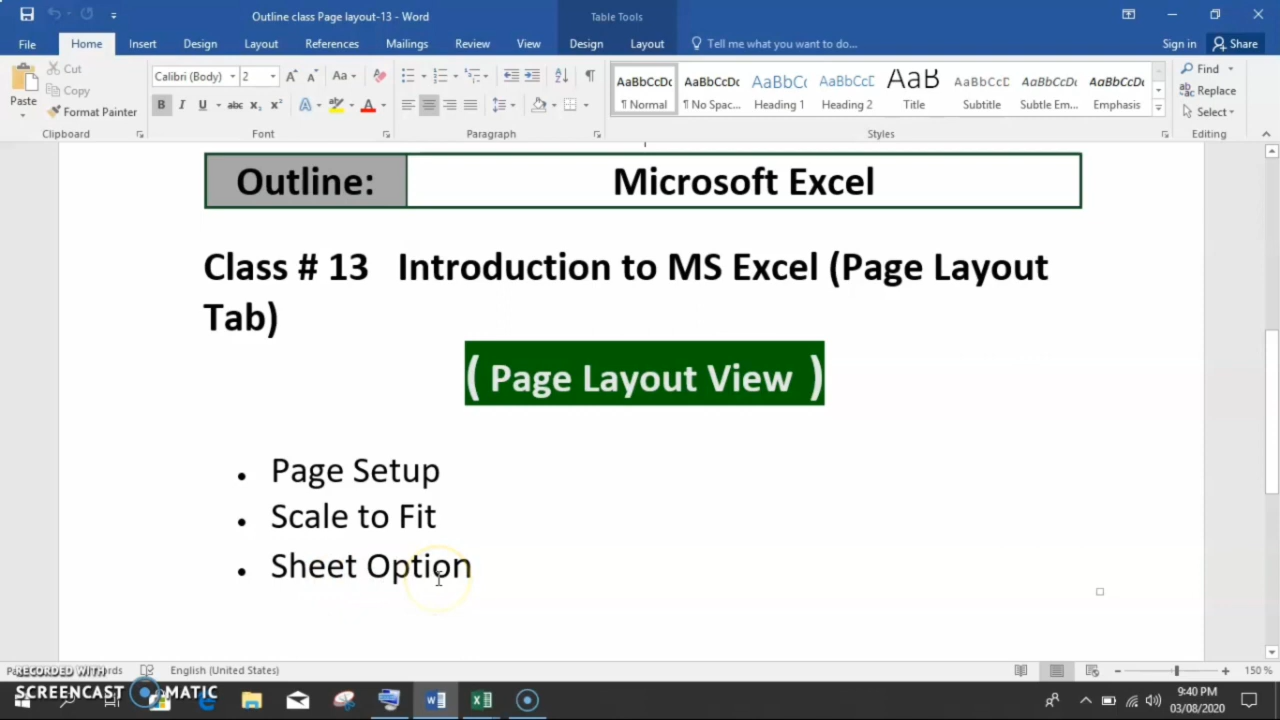 Outline class Page layout-13 - Word
Table Tools
File Home Insert Design Layout References Mailings Review View Design Layout Tell me what you want to do... Sign in Share
Paste
Cut
Copy
Format Painter
Calibri (Body) 2
AaBbCcDc AaBbCcDc AaBbCc AaBbCcD AaB AaBbCcD AaBbCcDc AaBbCcDc
¶ Normal ¶ No Spac... Heading 1 Heading 2 Title Subtitle Subtle Em... Emphasis
Find
Replace
Select
Clipboard Font Paragraph Styles Editing
Outline: Microsoft Excel
Class # 13 Introduction to MS Excel (Page Layout
Tab)
( Page Layout View )
• Page Setup
• Scale to Fit
• Sheet Option
English (United States) 150 %
RECORDED WITH
SCREENCAST MATIC
9:40 PM
03/08/2020